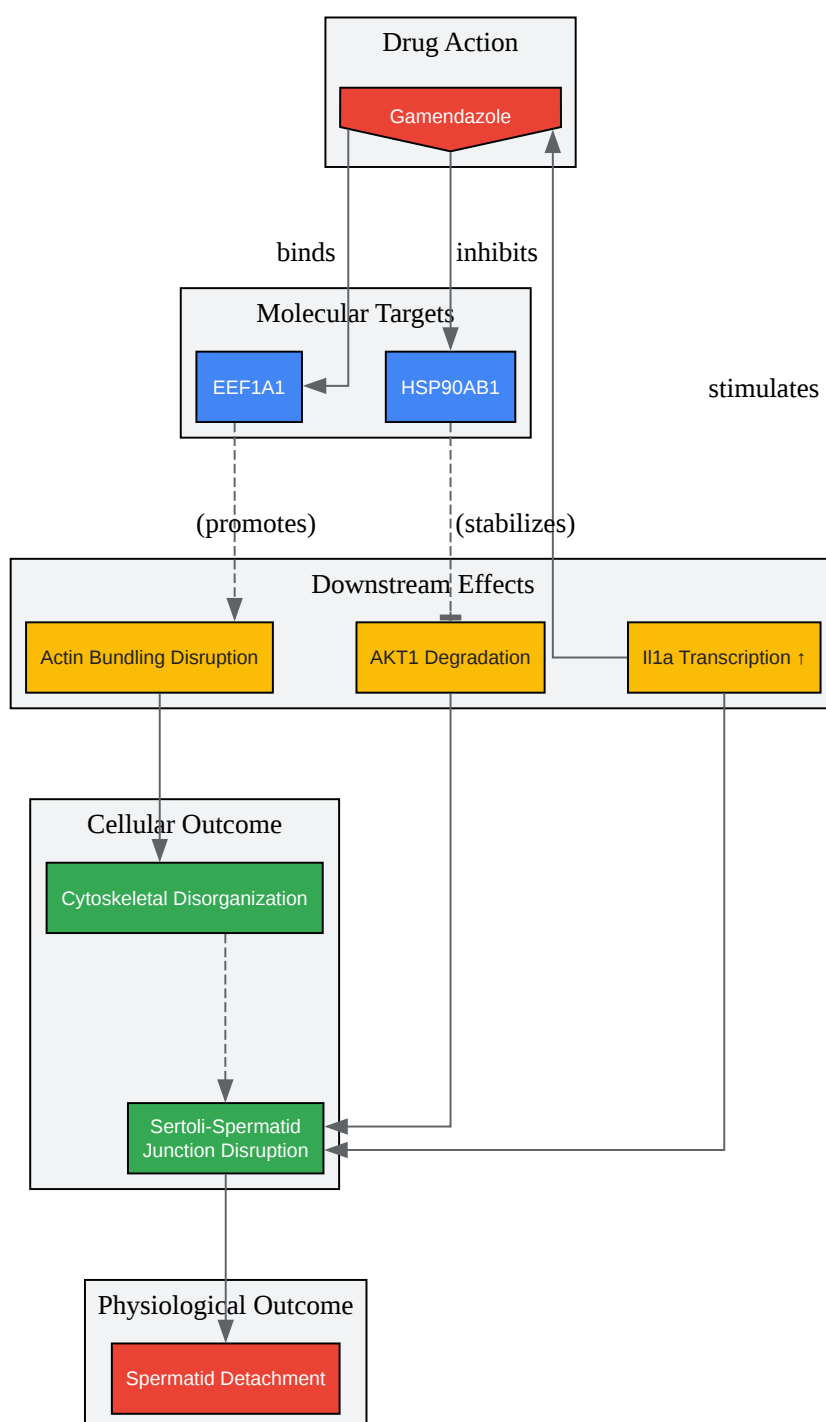 Drug Action
Gamendazole
binds
inhibits
Molecular Targets
EEF1A1
HSP90AB1
stimulates
(promotes)
(stabilizes)
Downstream Effects
Actin Bundling Disruption
AKT1 Degradation
Il1a Transcription ↑
Cellular Outcome
Cytoskeletal Disorganization
Sertoli-Spermatid
Junction Disruption
Physiological Outcome
Spermatid Detachment